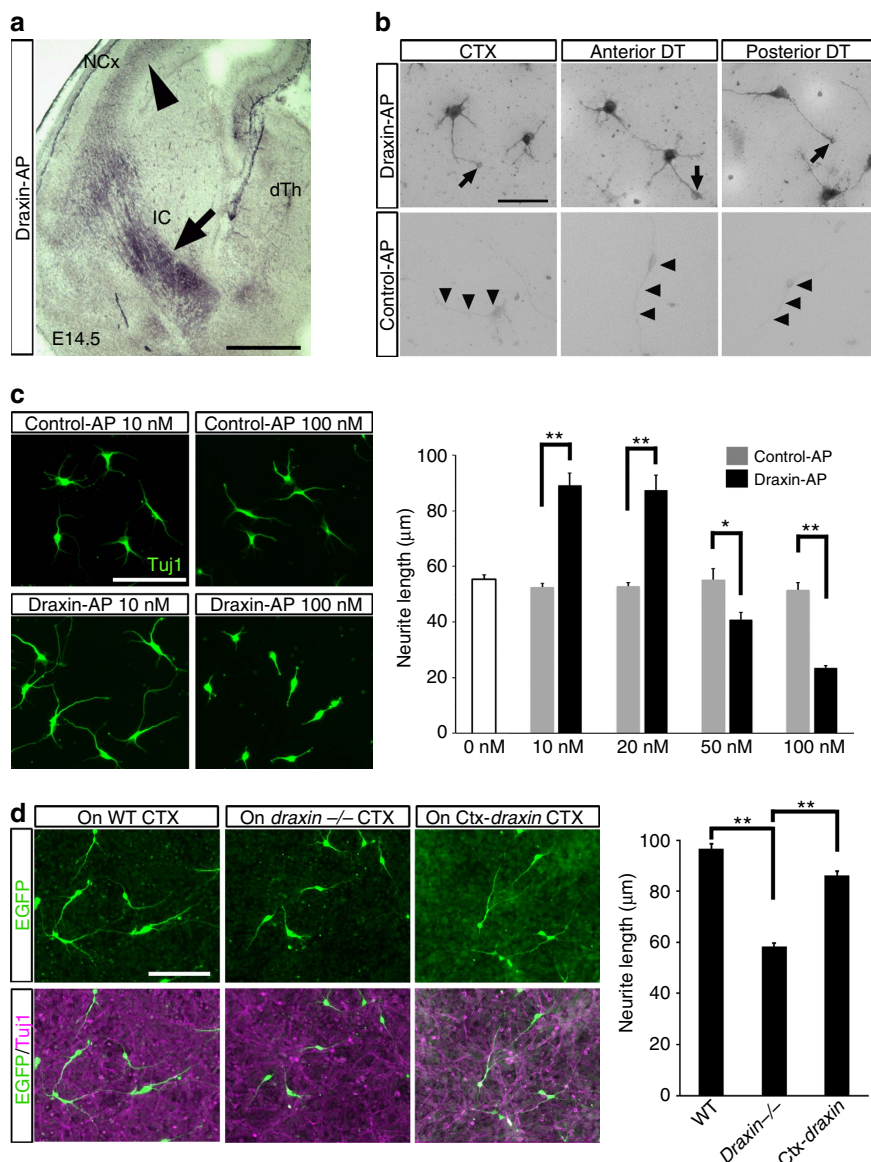 a
Draxin-AP
NCx
IC
dTh
E14.5
b
CTX
Anterior DT
Posterior DT
Draxin-AP
Control-AP
c
Control-AP 10 nM
Control-AP 100 nM
Tuj1
Draxin-AP 10 nM
Draxin-AP 100 nM
Neurite length (μm)
100
80
60
40
20
0
**
**
*
**
Control-AP
Draxin-AP
0 nM
10 nM
20 nM
50 nM
100 nM
d
On WT CTX
On draxin –/– CTX
On Ctx-draxin CTX
EGFP
EGFP/Tuj1
Neurite length (μm)
100
80
60
40
20
0
**
**
WT
Draxin–/–
Ctx-draxin